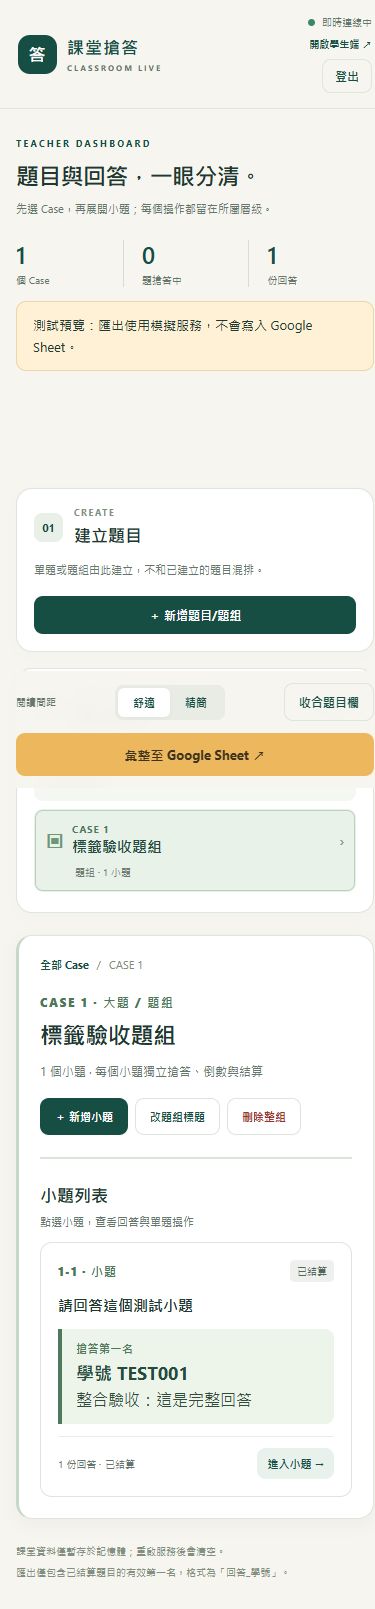 答
課堂搶答
CLASSROOM LIVE
即時連線中
開啟學生端 ↗
登出
TEACHER DASHBOARD
題目與回答，一眼分清。
先選 Case，再展開小題；每個操作都留在所屬層級。
1
個 Case
0
題搶答中
1
份回答
測試預覽：匯出使用模擬服務，不會寫入 Google
Sheet。
01
CREATE
建立題目
單題或題組由此建立，不和已建立的題目混排。
＋ 新增題目/題組
閱讀間距
舒適
精簡
收合題目欄
彙整至 Google Sheet ↗
CASE 1
標籤驗收題組
題組 · 1 小題
›
全部 Case / CASE 1
CASE 1 · 大題 / 題組
標籤驗收題組
1 個小題 · 每個小題獨立搶答、倒數與結算
＋ 新增小題
改題組標題
刪除整組
小題列表
點選小題，查看回答與單題操作
1-1 · 小題
已結算
請回答這個測試小題
搶答第一名
學號 TEST001
整合驗收：這是完整回答
1 份回答 · 已結算
進入小題 →
課堂資料僅暫存於記憶體；重啟服務後會清空。
匯出僅包含已結算題目的有效第一名，格式為「回答_學號」。